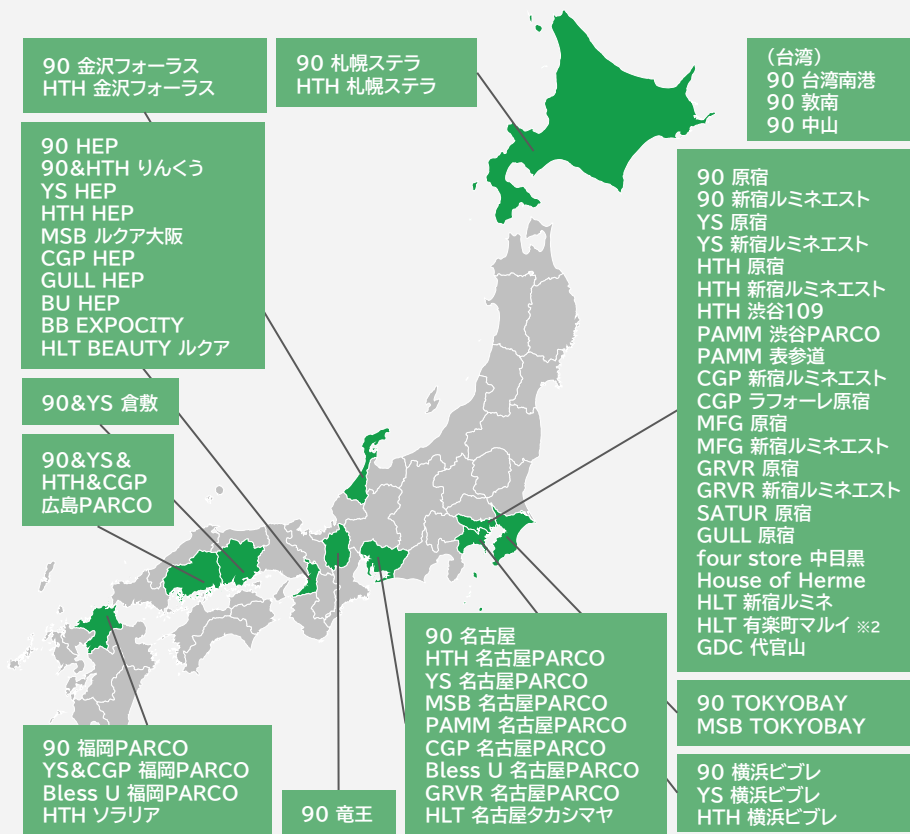 90 金沢フォーラス
HTH 金沢フォーラス
90 札幌ステラ
HTH 札幌ステラ
（台湾）
90 台湾南港
90 敦南
90 中山
90 HEP
90&HTH りんくう
YS HEP
HTH HEP
MSB ルクア大阪
CGP HEP
GULL HEP
BU HEP
BB EXPOCITY
HLT BEAUTY ルクア
90 原宿
90 新宿ルミネエスト
YS 原宿
YS 新宿ルミネエスト
HTH 原宿
HTH 新宿ルミネエスト
HTH 渋谷109
PAMM 渋谷PARCO
PAMM 表参道
CGP 新宿ルミネエスト
CGP ラフォーレ原宿
MFG 原宿
MFG 新宿ルミネエスト
GRVR 原宿
GRVR 新宿ルミネエスト
SATUR 原宿
GULL 原宿
four store 中目黒
House of Herme
HLT 新宿ルミネ
HLT 有楽町マルイ ※2
GDC 代官山
90&YS 倉敷
90&YS&
HTH&CGP
広島PARCO
90 名古屋
HTH 名古屋PARCO
YS 名古屋PARCO
MSB 名古屋PARCO
PAMM 名古屋PARCO
CGP 名古屋PARCO
Bless U 名古屋PARCO
GRVR 名古屋PARCO
HLT 名古屋タカシマヤ
90 TOKYOBAY
MSB TOKYOBAY
90 福岡PARCO
YS&CGP 福岡PARCO
Bless U 福岡PARCO
HTH ソラリア
90 竜王
90 横浜ビブレ
YS 横浜ビブレ
HTH 横浜ビブレ